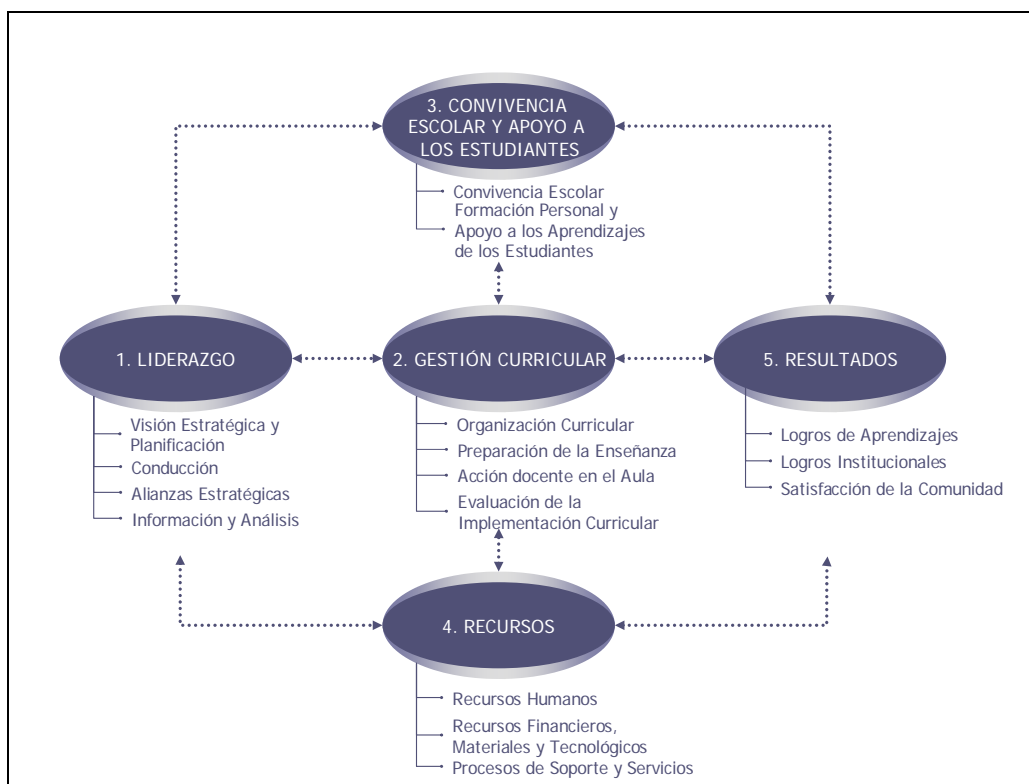 3. CONVIVENCIA
ESCOLAR Y APOYO A
LOS ESTUDIANTES
Convivencia Escolar
Formación Personal y
Apoyo a los Aprendizajes
de los Estudiantes
1. LIDERAZGO
Visión Estratégica y
Planificación
Conducción
Alianzas Estratégicas
Información y Análisis
2. GESTIÓN CURRICULAR
Organización Curricular
Preparación de la Enseñanza
Acción docente en el Aula
Evaluación de la
Implementación Curricular
5. RESULTADOS
Logros de Aprendizajes
Logros Institucionales
Satisfacción de la Comunidad
4. RECURSOS
Recursos Humanos
Recursos Financieros,
Materiales y Tecnológicos
Procesos de Soporte y Servicios